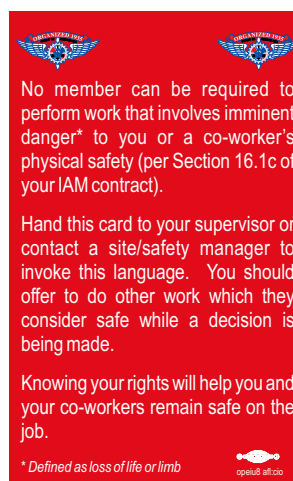 ORGANIZED 1935 ORGANIZED 1935
No member can be required to
perform work that involves imminent
danger* to you or a co-worker's
physical safety (per Section 16.1c of
your IAM contract).
Hand this card to your supervisor or
contact a site/safety manager to
invoke this language. You should
offer to do other work which they
consider safe while a decision is
being made.
Knowing your rights will help you and
your co-workers remain safe on the
job.
* Defined as loss of life or limb
opeiu8 afl:cio